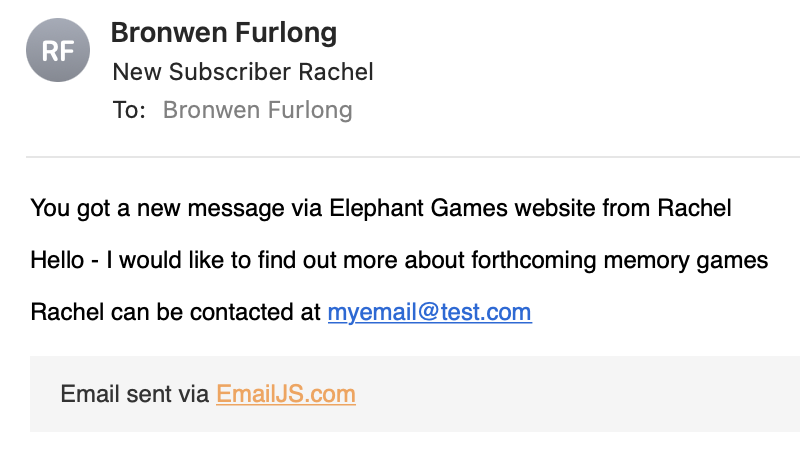 RF
Bronwen Furlong
New Subscriber Rachel
To: Bronwen Furlong
You got a new message via Elephant Games website from Rachel
Hello - I would like to find out more about forthcoming memory games
Rachel can be contacted at myemail@test.com
Email sent via EmailJS.com